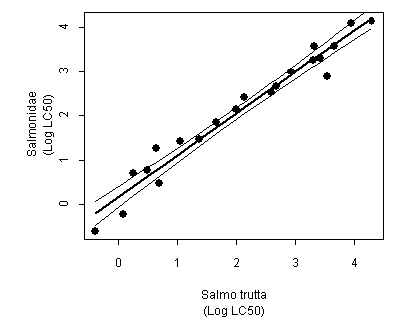 4
3
2
1
0
Salmonidae
(Log LC50)
0 1 2 3 4
Salmo trutta
(Log LC50)